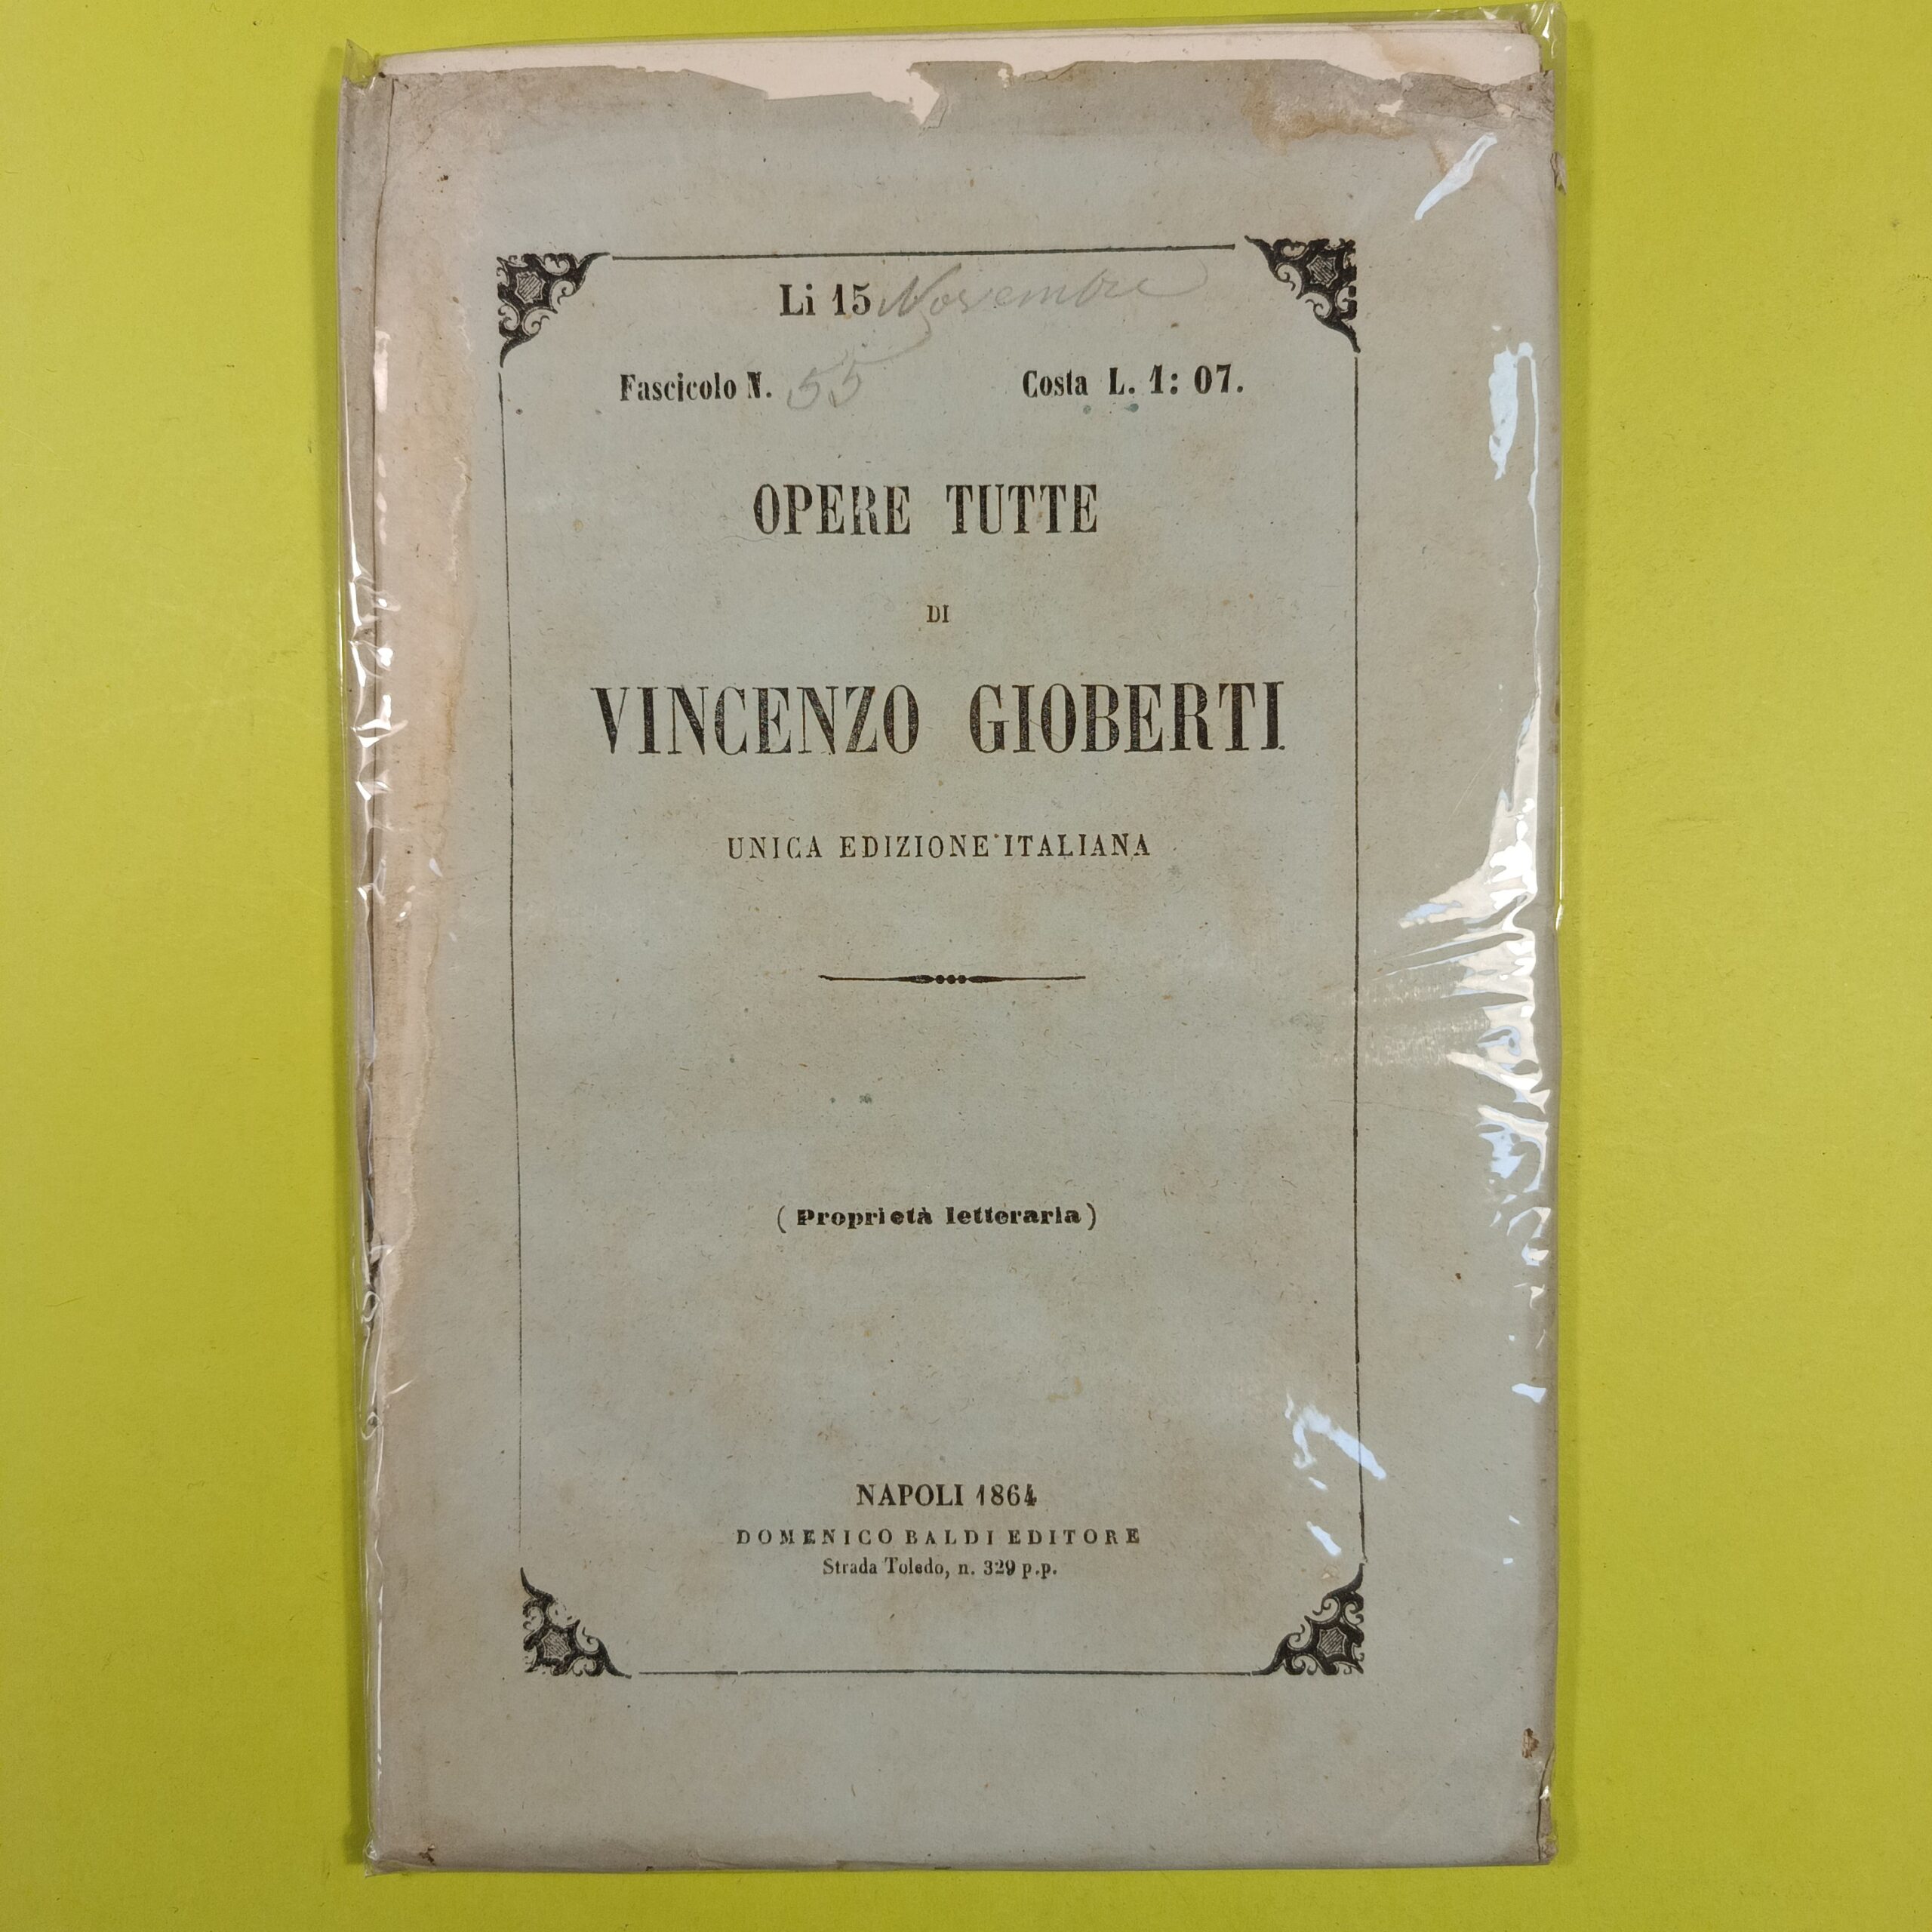 Li 15 Novembre
Fascicolo N. 55 Costa L. 1: 07.
OPERE TUTTE
DI
VINCENZO GIOBERTI
UNICA EDIZIONE ITALIANA
(Proprietà letteraria)
NAPOLI 1864
DOMENICO BALDI EDITORE
Strada Toledo, n. 329 p.p.